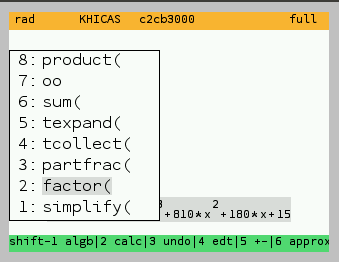 rad KHICAS c2cb3000 full
8: product(
7: oo
6: sum(
5: texpand(
4: tcollect(
3: partfrac(
2: factor(
1: simplify(
+810*x^2+180*x+15
shift-1 algb|2 calc|3 undo|4 edt|5 +-|6 approx